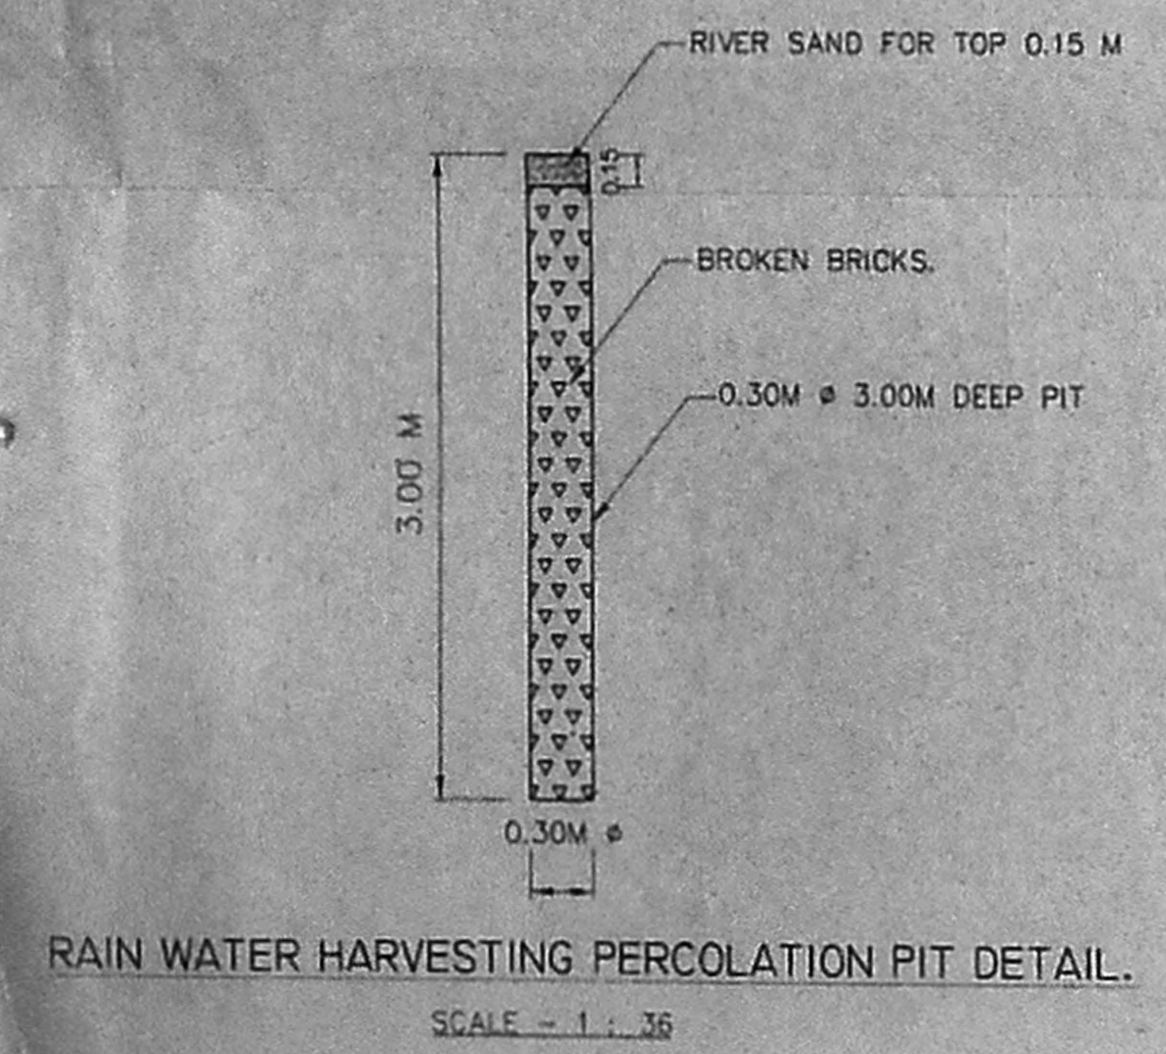 RIVER SAND FOR TOP 0.15 M
0.15
BROKEN BRICKS.
0.30M ø 3.00M DEEP PIT
3.00 M
0.30M ø
RAIN WATER HARVESTING PERCOLATION PIT DETAIL.
SCALE - 1 : 36